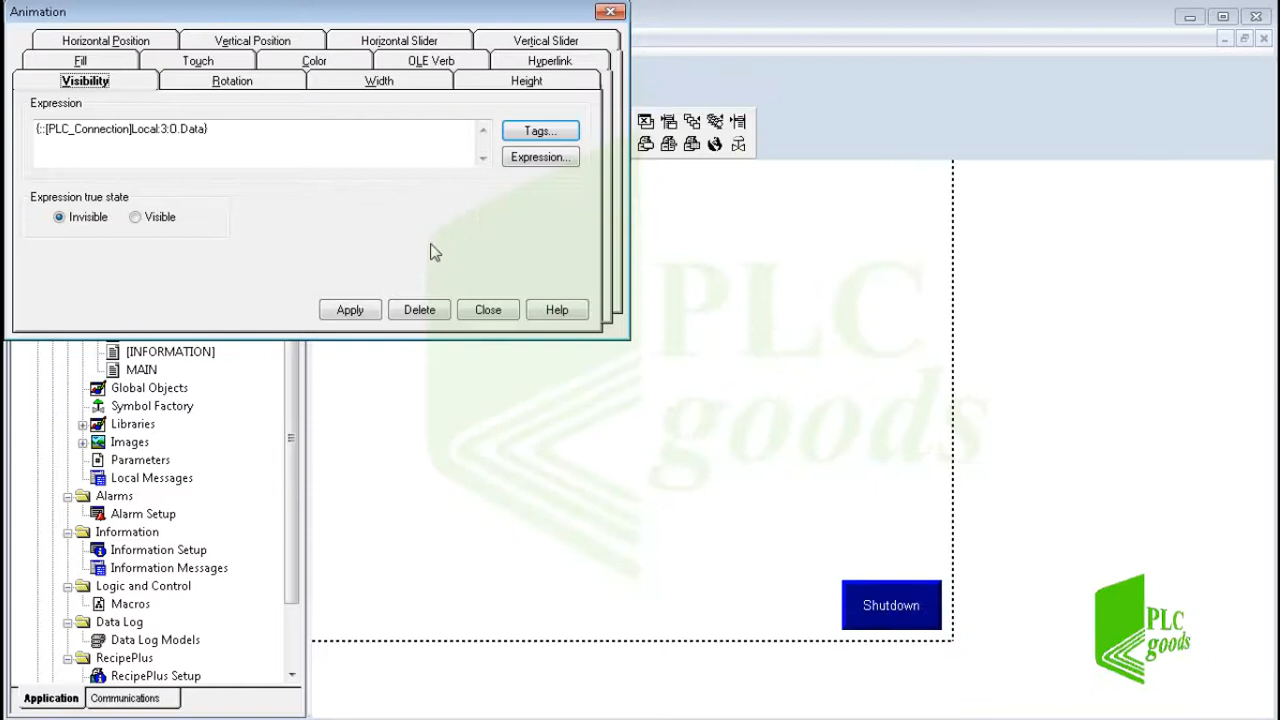 Animation
Horizontal Position
Vertical Position
Horizontal Slider
Vertical Slider
Fill
Touch
Color
OLE Verb
Hyperlink
Visibility
Rotation
Width
Height
Expression
{::[PLC_Connection]Local:3:O.Data}
Tags...
Expression...
Expression true state
Invisible
Visible
Apply
Delete
Close
Help
[INFORMATION]
MAIN
Global Objects
Symbol Factory
Libraries
Images
Parameters
Local Messages
Alarms
Alarm Setup
Information
Information Setup
Information Messages
Logic and Control
Macros
Data Log
Data Log Models
RecipePlus
RecipePlus Setup
Application
Communications
PLC
goods
Shutdown
PLC
goods